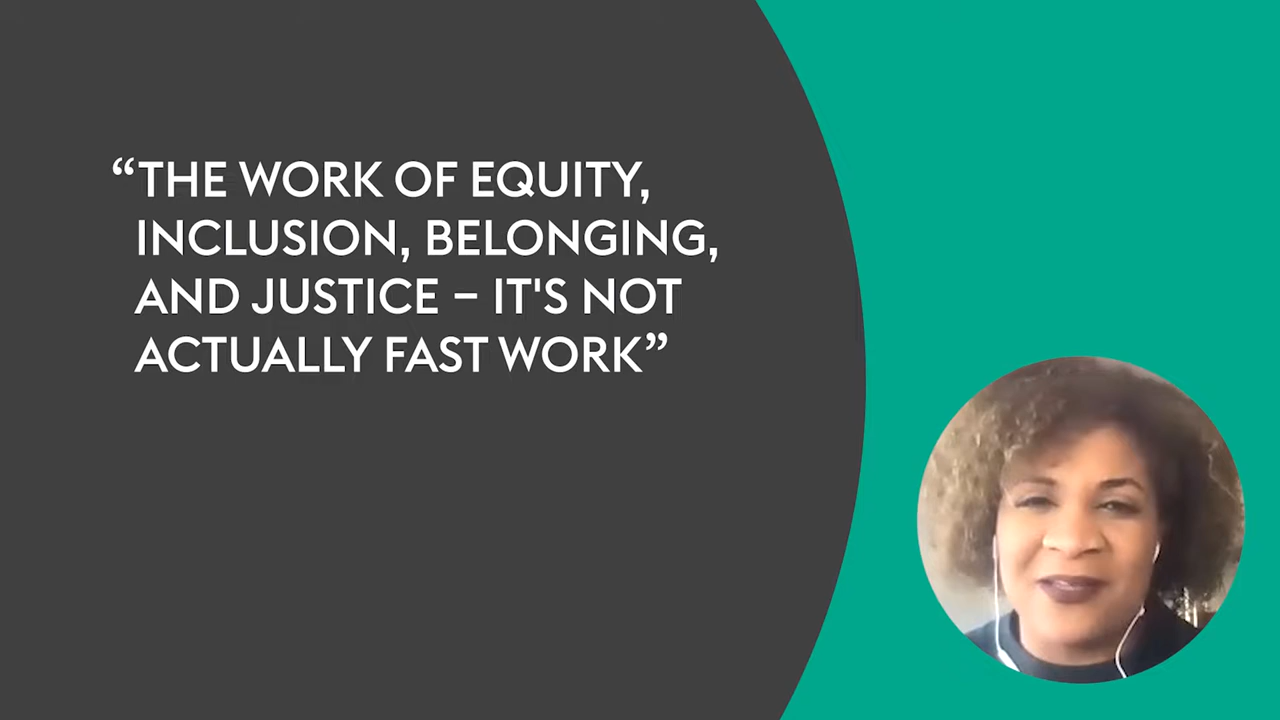 “THE WORK OF EQUITY,
INCLUSION, BELONGING,
AND JUSTICE – IT'S NOT
ACTUALLY FAST WORK”